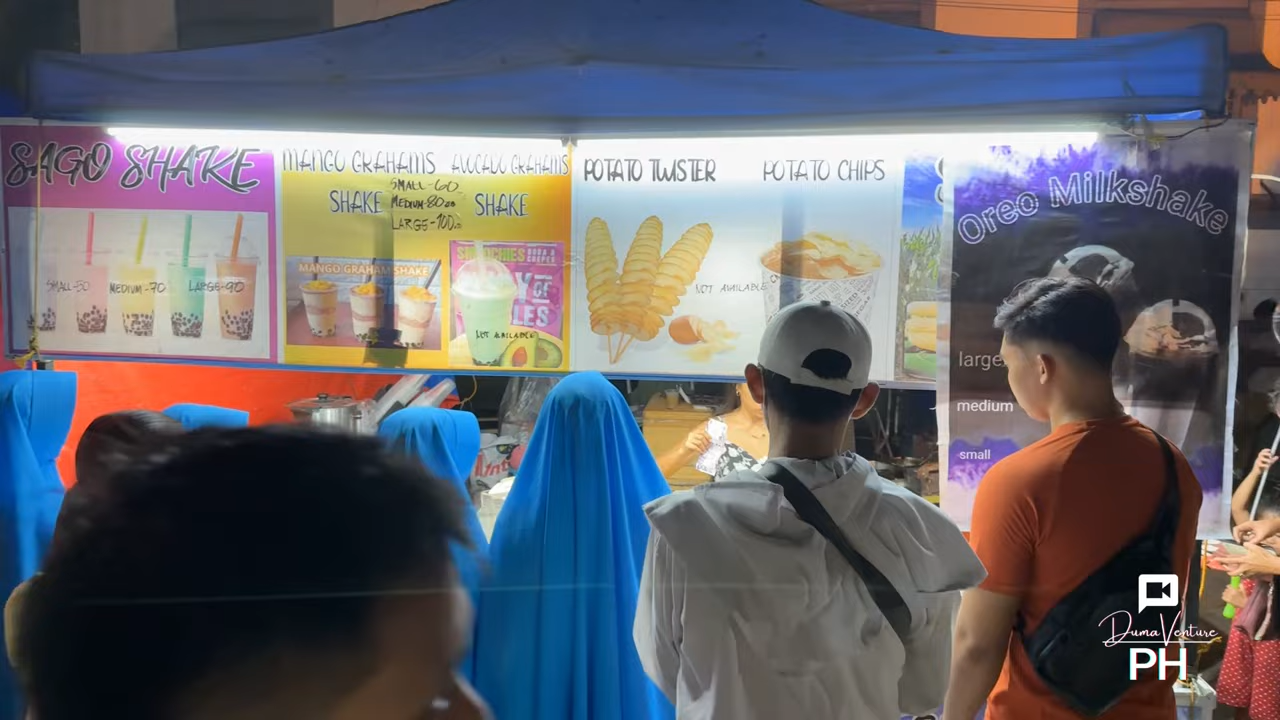 SAGO SHAKE
SMALL-50 MEDIUM-70 LARGE-90
MANGO GRAHAMS
SHAKE
AVOCADO GRAHAMS
SHAKE
SMALL-60
MEDIUM-80
LARGE-100
MANGO GRAHAM SHAKE
NOT AVAILABLE
POTATO TWISTER
POTATO CHIPS
NOT AVAILABLE
Oreo Milkshake
large
medium
small
DumaVenture
PH